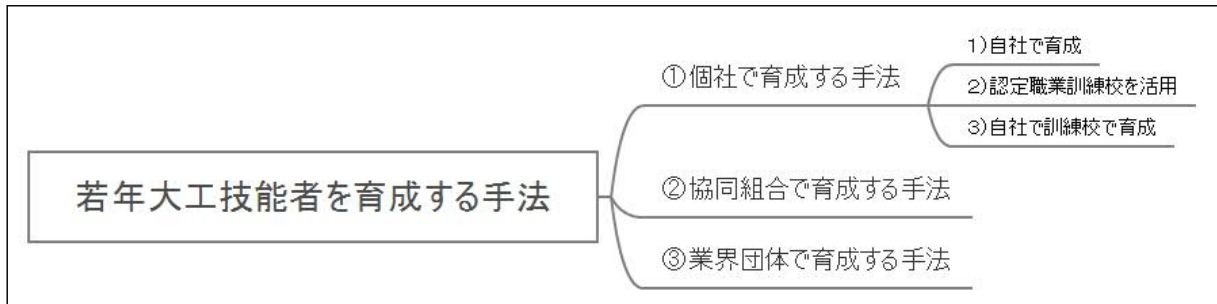 若年大工技能者を育成する手法
①個社で育成する手法
1)自社で育成
2)認定職業訓練校を活用
3)自社で訓練校で育成
②協同組合で育成する手法
③業界団体で育成する手法